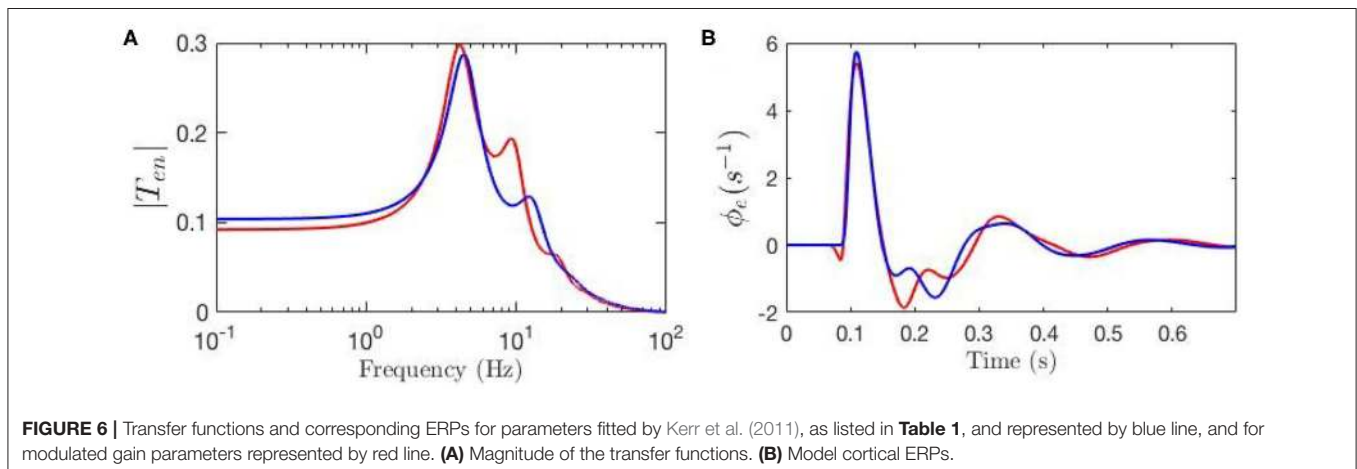 A
0.3
0.2
0.1
0
|T_en|
10^-1
10^0
10^1
10^2
Frequency (Hz)
B
6
4
2
0
-2
ϕ_e(s^-1)
0
0.1
0.2
0.3
0.4
0.5
0.6
Time (s)
FIGURE 6 | Transfer functions and corresponding ERPs for parameters fitted by Kerr et al. (2011), as listed in Table 1, and represented by blue line, and for
modulated gain parameters represented by red line. (A) Magnitude of the transfer functions. (B) Model cortical ERPs.